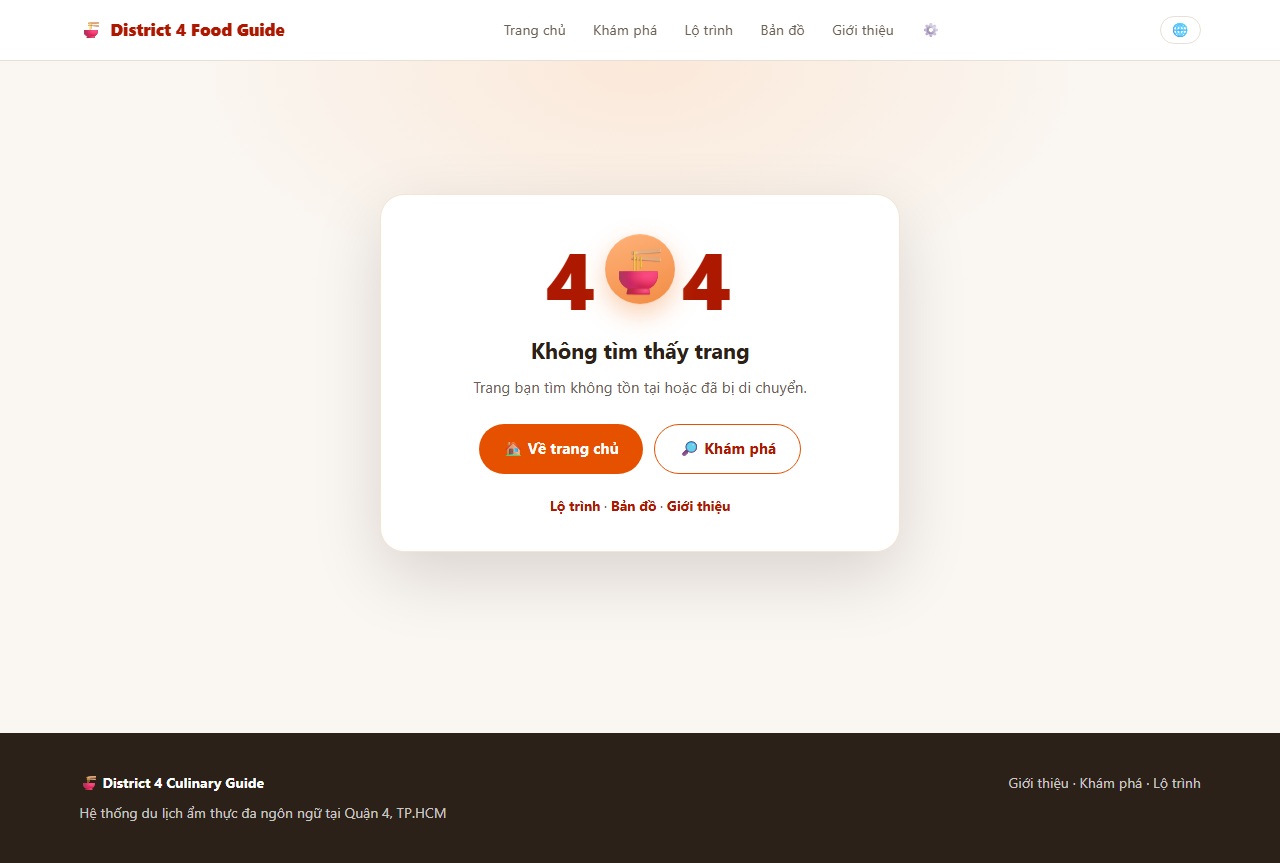 District 4 Food Guide
Trang chủ Khám phá Lộ trình Bản đồ Giới thiệu
4 4
Không tìm thấy trang
Trang bạn tìm không tồn tại hoặc đã bị di chuyển.
Về trang chủ Khám phá
Lộ trình · Bản đồ · Giới thiệu
District 4 Culinary Guide Giới thiệu · Khám phá · Lộ trình
Hệ thống du lịch ẩm thực đa ngôn ngữ tại Quận 4, TP.HCM